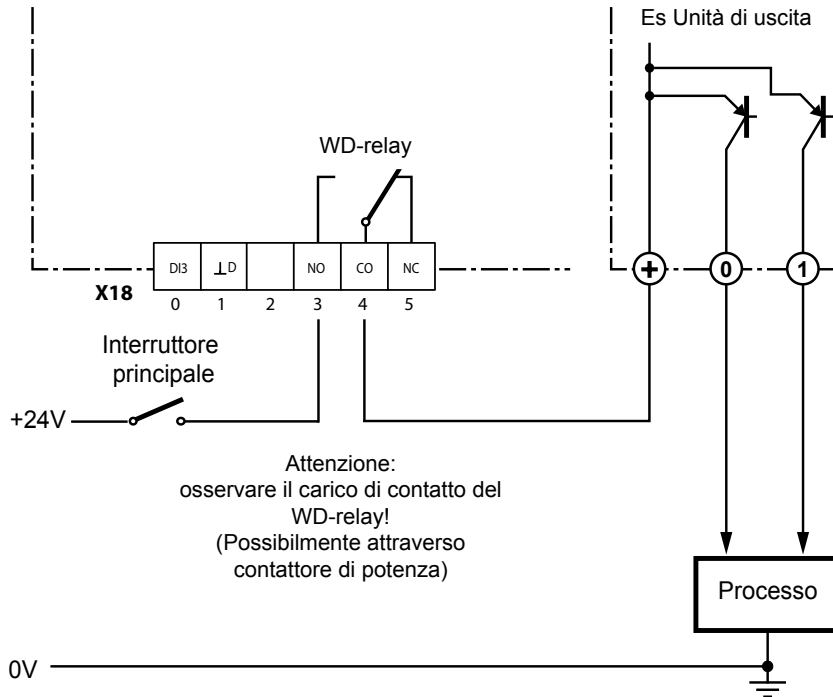 Es Unità di uscita
WD-relay
DI3 ⊥D NO CO NC
X18
0 1 2 3 4 5
+ 0 1
Interruttore
principale
+24V
Attenzione:
osservare il carico di contatto del
WD-relay!
(Possibilmente attraverso
contattore di potenza)
Processo
0V